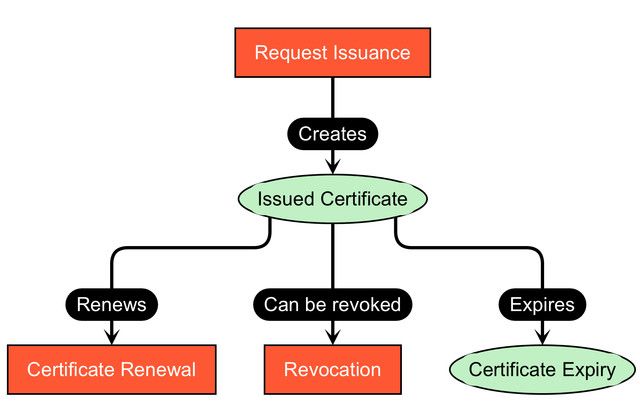 Request Issuance
Creates
Issued Certificate
Renews
Can be revoked
Expires
Certificate Renewal
Revocation
Certificate Expiry